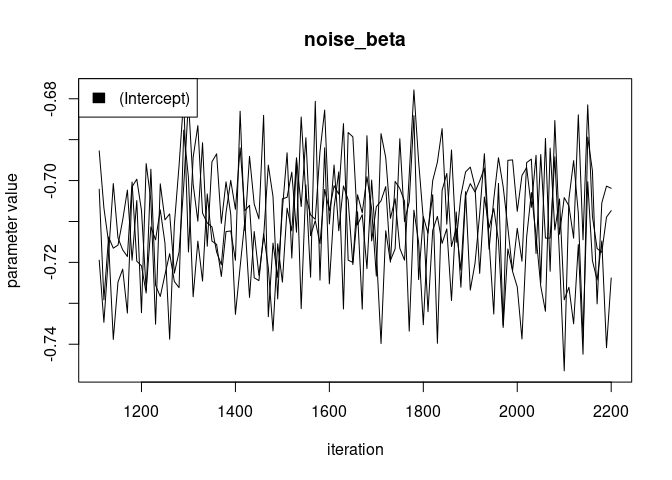 noise_beta
(Intercept)
parameter value
-0.68
-0.70
-0.72
-0.74
1200 1400 1600 1800 2000 2200
iteration